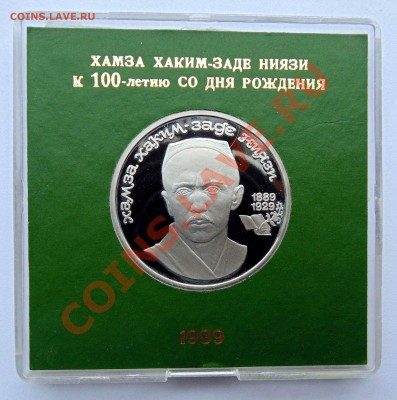 COINS.LAVE.RU
ХАМЗА ХАКИМ-ЗАДЕ НИЯЗИ
К 100-летию СО ДНЯ РОЖДЕНИЯ
хамза хаким-заде ниязи
1889
1929
1989
COINS.LAVE.RU